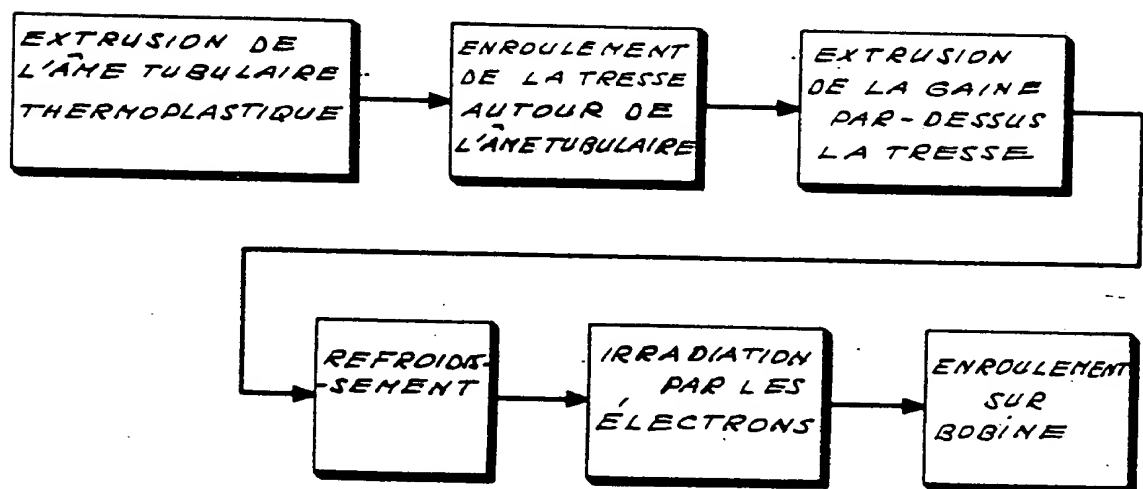 EXTRUSION DE
L'ÂME TUBULAIRE
THERMOPLASTIQUE
ENROULEMENT
DE LA TRESSE
AUTOUR DE
L'ÂME TUBULAIRE
EXTRUSION
DE LA GAINE
PAR-DESSUS
LA TRESSE
REFROIDIS-
-SEMENT
IRRADIATION
PAR LES
ÉLECTRONS
ENROULEMENT
SUR
BOBINE